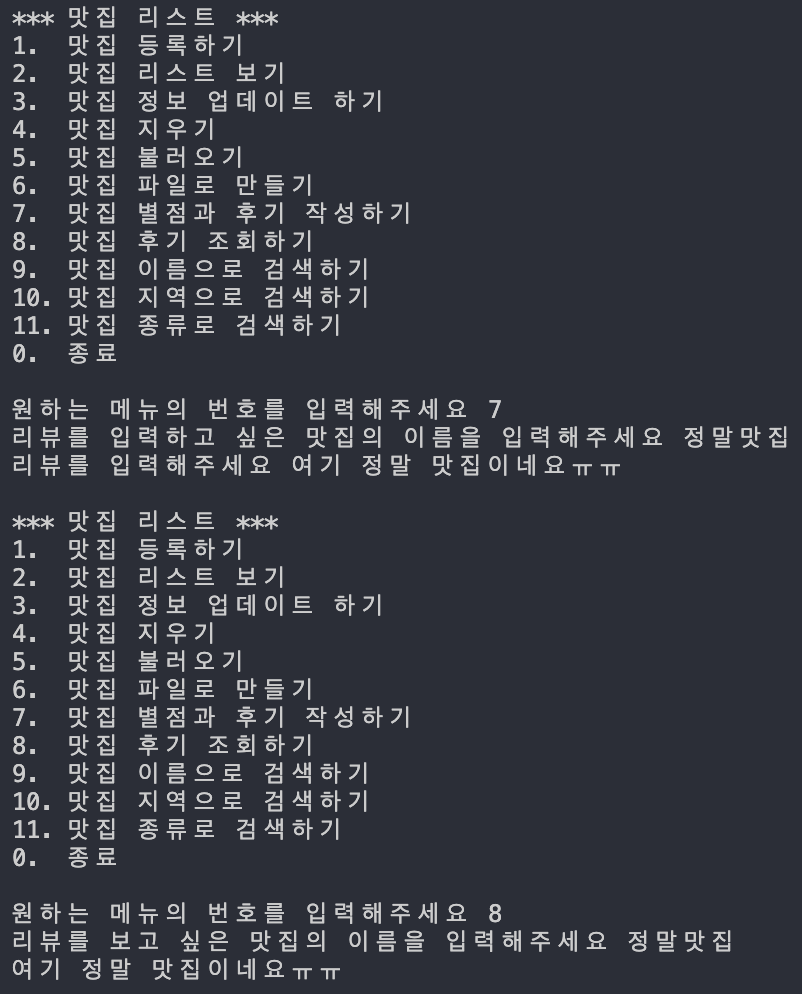 *** 맛집 리스트 ***
1. 맛집 등록하기
2. 맛집 리스트 보기
3. 맛집 정보 업데이트 하기
4. 맛집 지우기
5. 맛집 불러오기
6. 맛집 파일로 만들기
7. 맛집 별점과 후기 작성하기
8. 맛집 후기 조회하기
9. 맛집 이름으로 검색하기
10. 맛집 지역으로 검색하기
11. 맛집 종류로 검색하기
0. 종료
원하는 메뉴의 번호를 입력해주세요 7
리뷰를 입력하고 싶은 맛집의 이름을 입력해주세요 정말맛집
리뷰를 입력해주세요 여기 정말 맛집이네요ㅠㅠ
*** 맛집 리스트 ***
1. 맛집 등록하기
2. 맛집 리스트 보기
3. 맛집 정보 업데이트 하기
4. 맛집 지우기
5. 맛집 불러오기
6. 맛집 파일로 만들기
7. 맛집 별점과 후기 작성하기
8. 맛집 후기 조회하기
9. 맛집 이름으로 검색하기
10. 맛집 지역으로 검색하기
11. 맛집 종류로 검색하기
0. 종료
원하는 메뉴의 번호를 입력해주세요 8
리뷰를 보고 싶은 맛집의 이름을 입력해주세요 정말맛집
여기 정말 맛집이네요ㅠㅠ